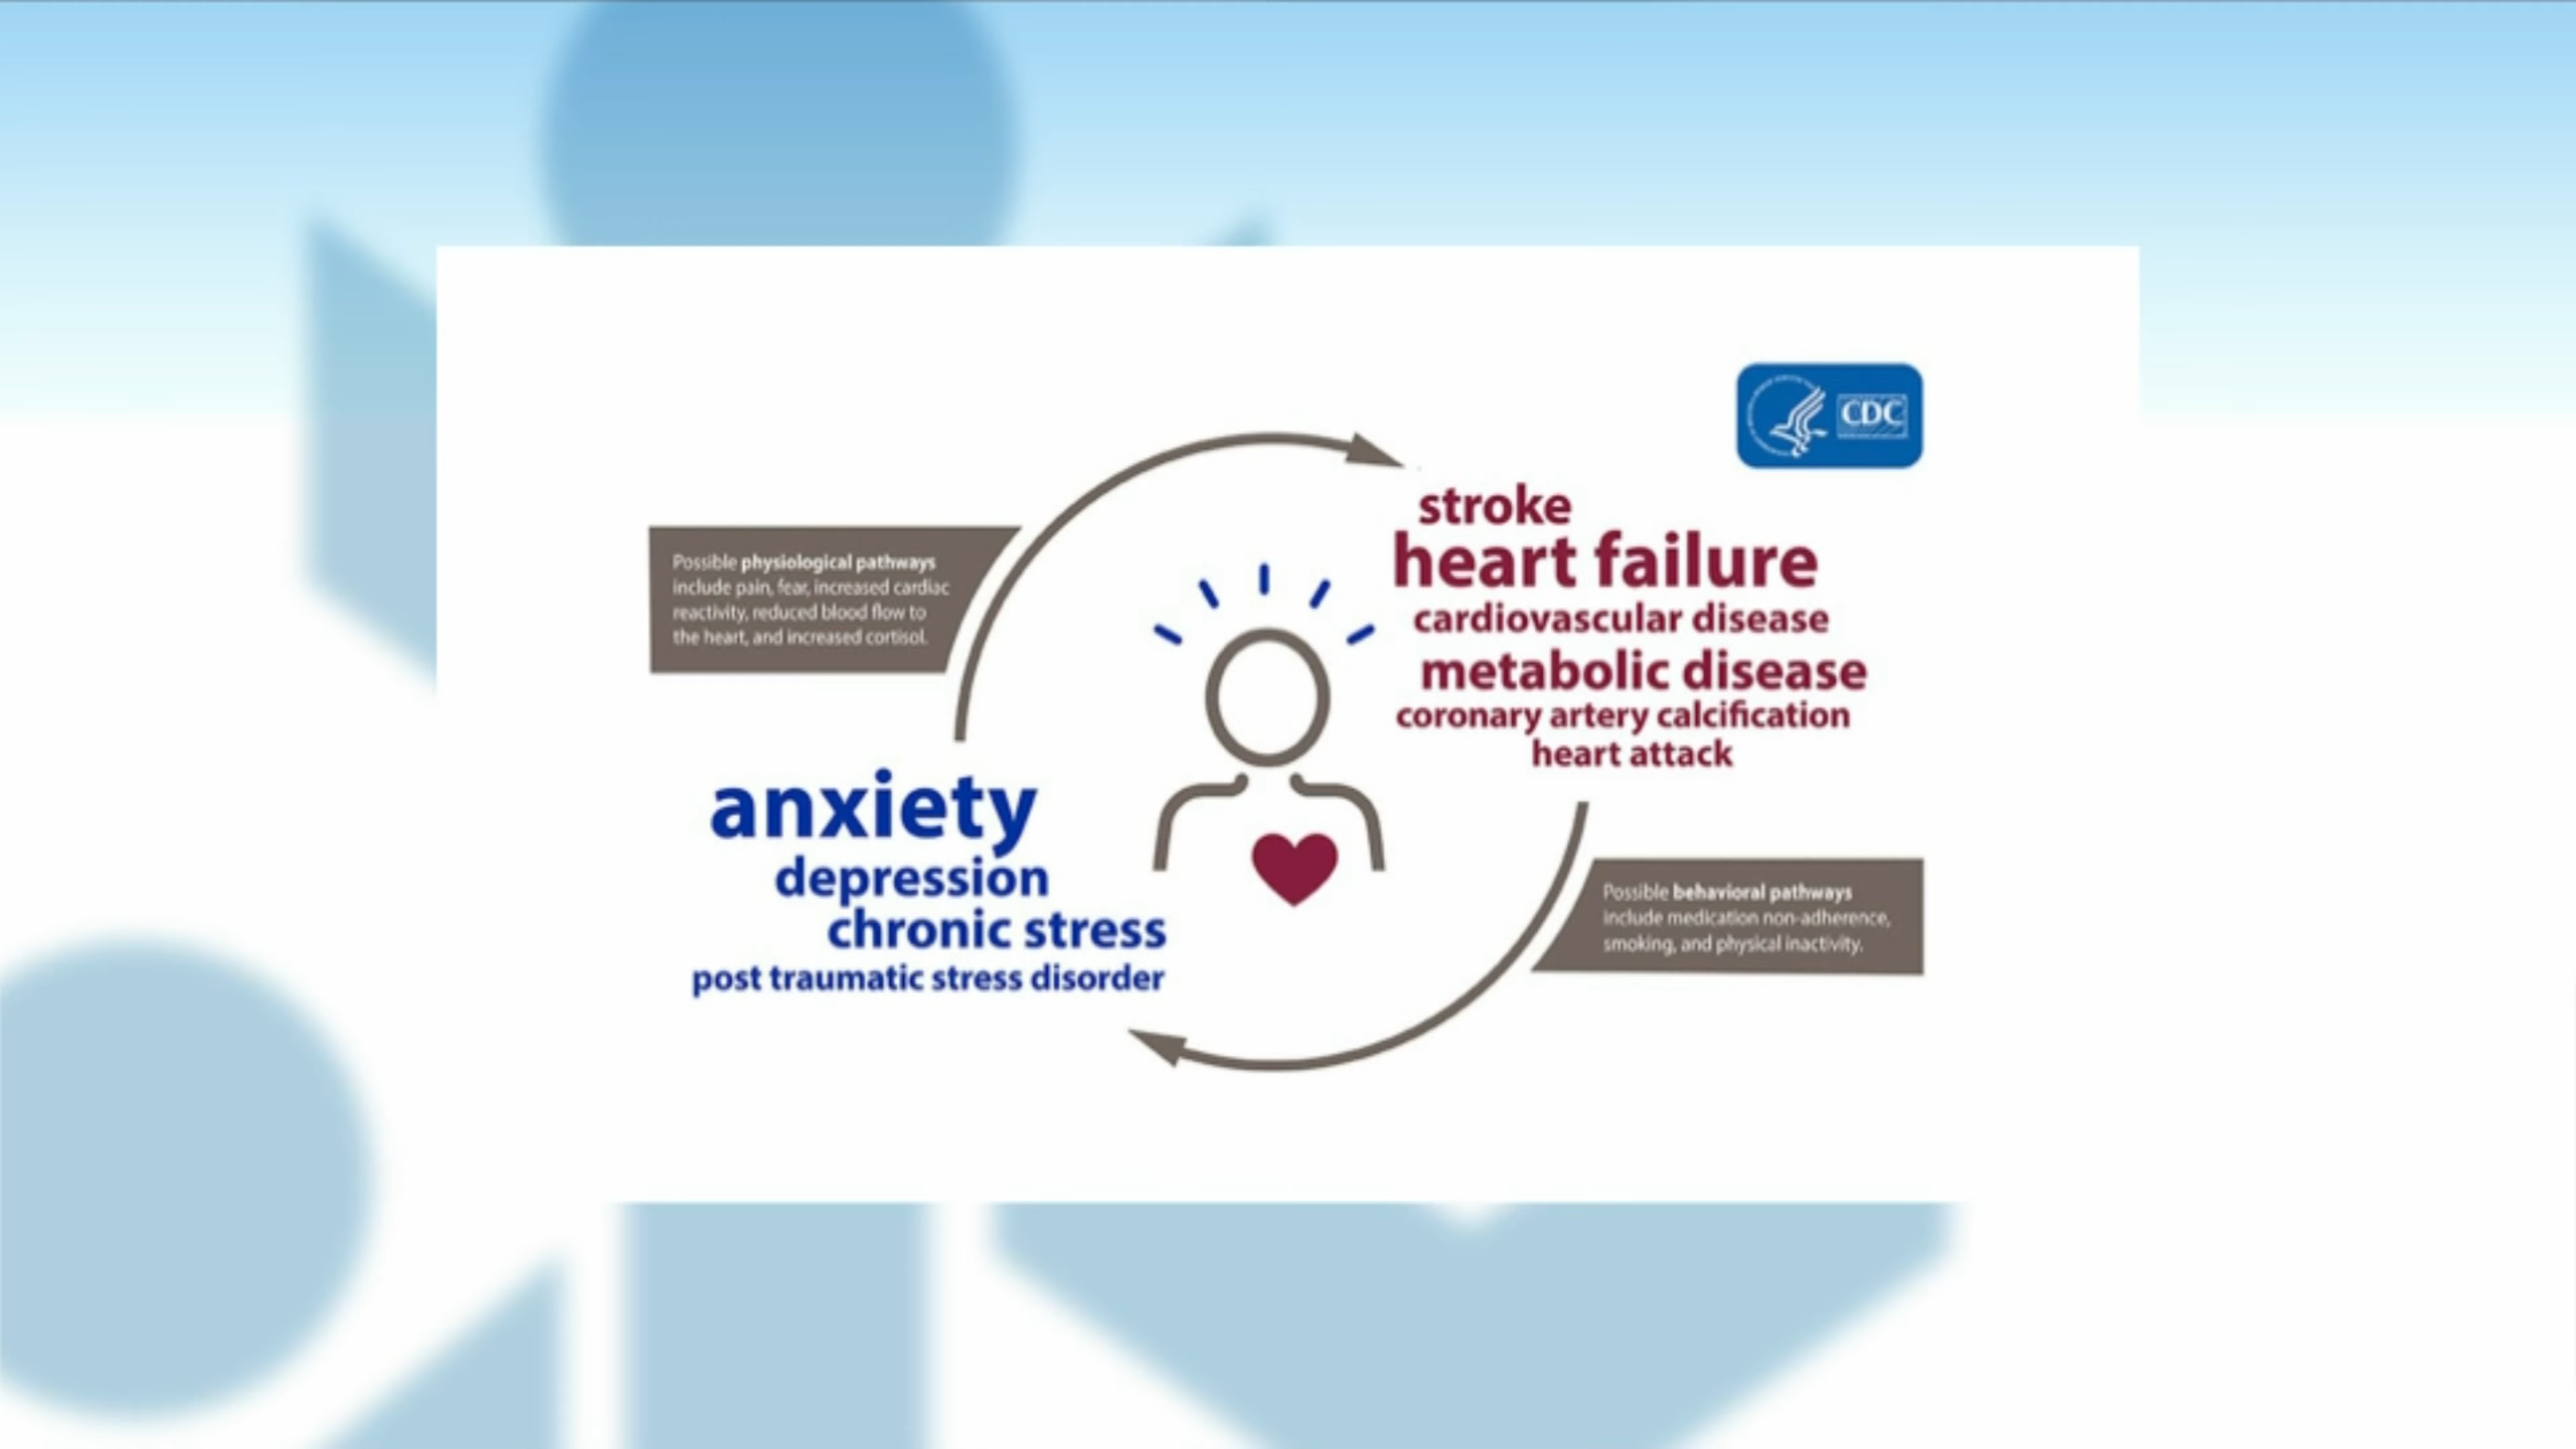 CDC
Possible physiological pathways
include pain, fear, increased cardiac
reactivity, reduced blood flow to
the heart, and increased cortisol.
stroke
heart failure
cardiovascular disease
metabolic disease
coronary artery calcification
heart attack
anxiety
depression
chronic stress
post traumatic stress disorder
Possible behavioral pathways
include medication non-adherence,
smoking, and physical inactivity.